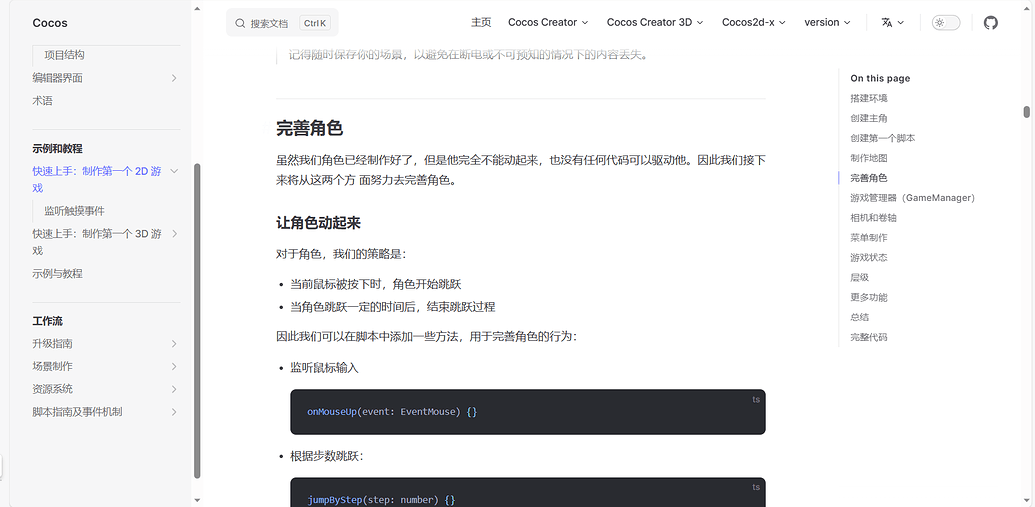 Cocos
搜索文档 Ctrl K
主页 Cocos Creator Cocos Creator 3D Cocos2d-x version
项目结构
编辑器界面
术语
示例和教程
快速上手：制作第一个 2D 游
戏
监听触摸事件
快速上手：制作第一个 3D 游
戏
示例与教程
工作流
升级指南
场景制作
资源系统
脚本指南及事件机制
记得随时保存你的场景，以避免在断电或不可预知的情况下的内容丢失。
完善角色
虽然我们角色已经制作好了，但是他完全不能动起来，也没有任何代码可以驱动他。因此我们接下
来将从这两个方 面努力去完善角色。
让角色动起来
对于角色，我们的策略是：
• 当前鼠标被按下时，角色开始跳跃
• 当角色跳跃一定的时间后，结束跳跃过程
因此我们可以在脚本中添加一些方法，用于完善角色的行为：
• 监听鼠标输入
ts
onMouseUp(event: EventMouse) {}
• 根据步数跳跃：
ts
jumpByStep(step: number) {}
On this page
搭建环境
创建主角
创建第一个脚本
制作地图
完善角色
游戏管理器（GameManager）
相机和卷轴
菜单制作
游戏状态
层级
更多功能
总结
完整代码